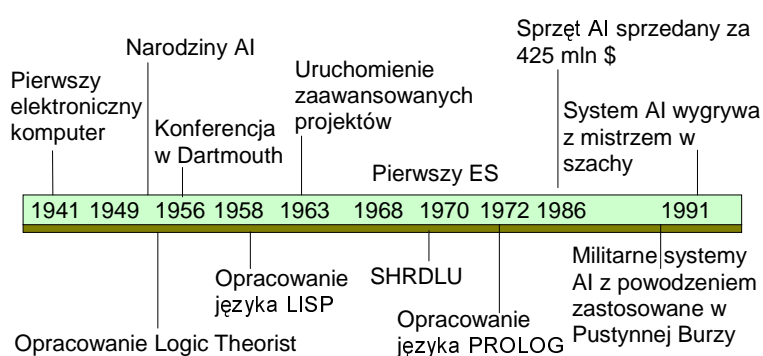 Sprzęt AI sprzedany za
425 mln $
Narodziny AI
Uruchomienie
zaawansowanych
projektów
Pierwszy
elektroniczny
komputer
System AI wygrywa
z mistrzem w
szachy
Konferencja
w Dartmouth
Pierwszy ES
1941 1949 1956 1958 1963 1968 1970 1972 1986 1991
Militarne systemy
AI z powodzeniem
zastosowane w
Pustynnej Burzy
Opracowanie
języka LISP
SHRDLU
Opracowanie
języka PROLOG
Opracowanie Logic Theorist